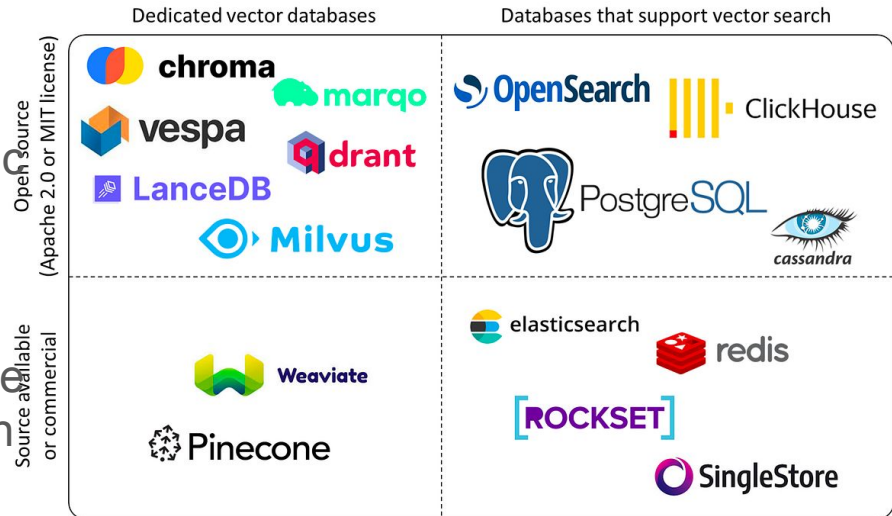 Dedicated vector databases
Databases that support vector search
Open source
(Apache 2.0 or MIT license)
chroma
marqo
vespa
qdrant
LanceDB
Milvus
OpenSearch
ClickHouse
PostgreSQL
cassandra
Source available
or commercial
Weaviate
Pinecone
elasticsearch
redis
[ROCKSET]
SingleStore
c
e
n